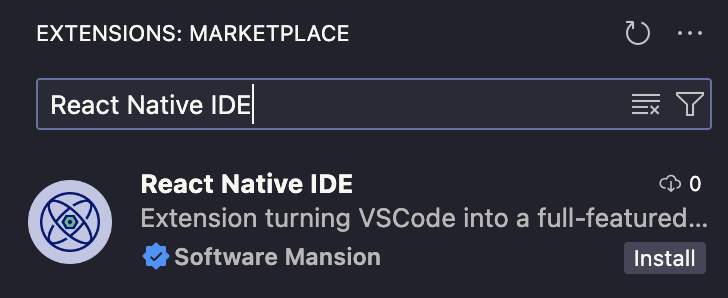 EXTENSIONS: MARKETPLACE
React Native IDE
React Native IDE 0
Extension turning VSCode into a full-featured...
Software Mansion Install